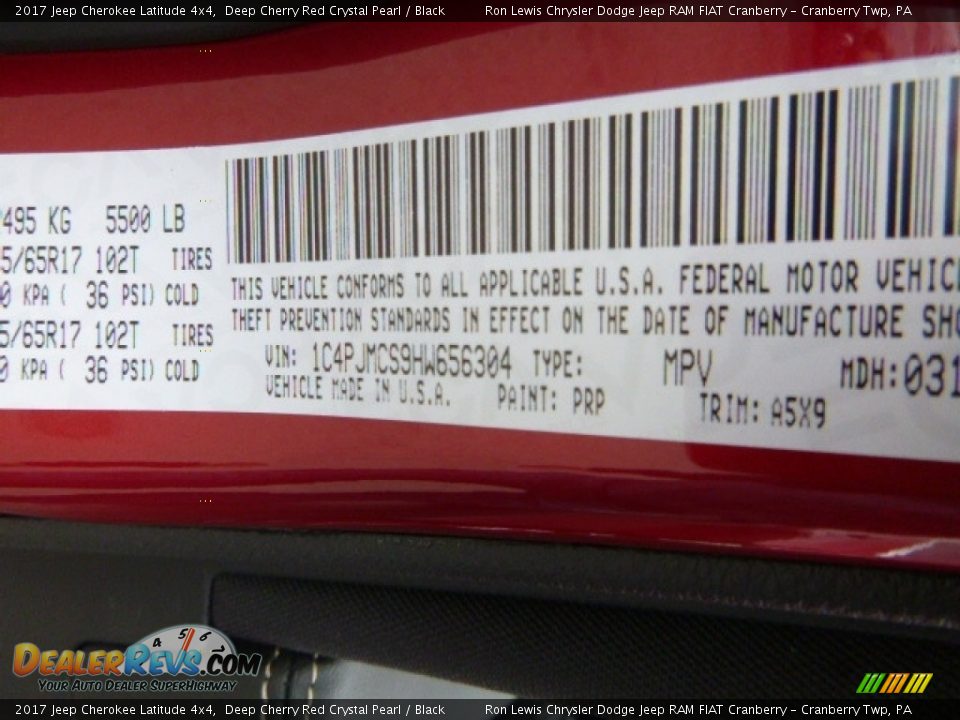 2017 Jeep Cherokee Latitude 4x4, Deep Cherry Red Crystal Pearl / Black Ron Lewis Chrysler Dodge Jeep RAM FIAT Cranberry - Cranberry Twp, PA
495 KG 5500 LB
5/65R17 102T TIRES
0 KPA ( 36 PSI) COLD
5/65R17 102T TIRES
0 KPA ( 36 PSI) COLD
THIS VEHICLE CONFORMS TO ALL APPLICABLE U.S.A. FEDERAL MOTOR VEHIC
THEFT PREVENTION STANDARDS IN EFFECT ON THE DATE OF MANUFACTURE SHO
VIN: 1C4PJMCS9HW656304 TYPE: MPV MDH:031
VEHICLE MADE IN U.S.A. PAINT: PRP TRIM: A5X9
4 5 6
DealerRevs.com
Your Auto Dealer SuperHighway
2017 Jeep Cherokee Latitude 4x4, Deep Cherry Red Crystal Pearl / Black Ron Lewis Chrysler Dodge Jeep RAM FIAT Cranberry - Cranberry Twp, PA